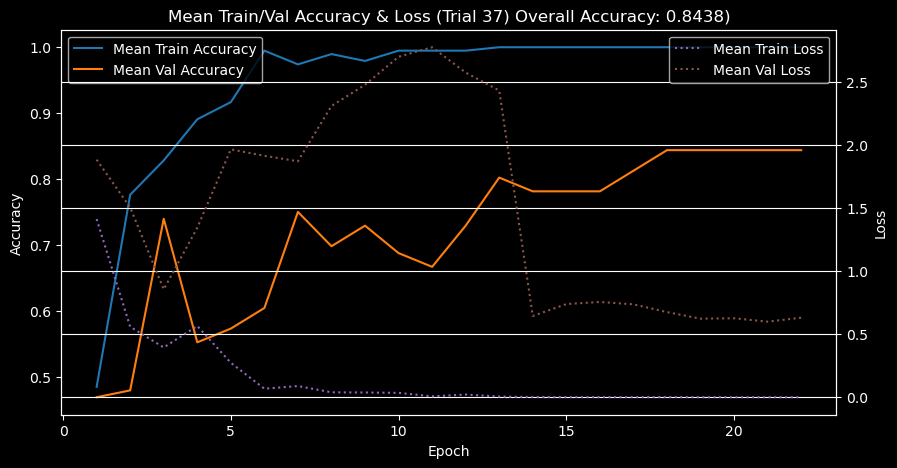 Mean Train/Val Accuracy & Loss (Trial 37) Overall Accuracy: 0.8438)
Mean Train Accuracy
Mean Val Accuracy
Mean Train Loss
Mean Val Loss
1.0
0.9
0.8
0.7
0.6
0.5
Accuracy
2.5
2.0
1.5
1.0
0.5
0.0
Loss
0
5
10
15
20
Epoch